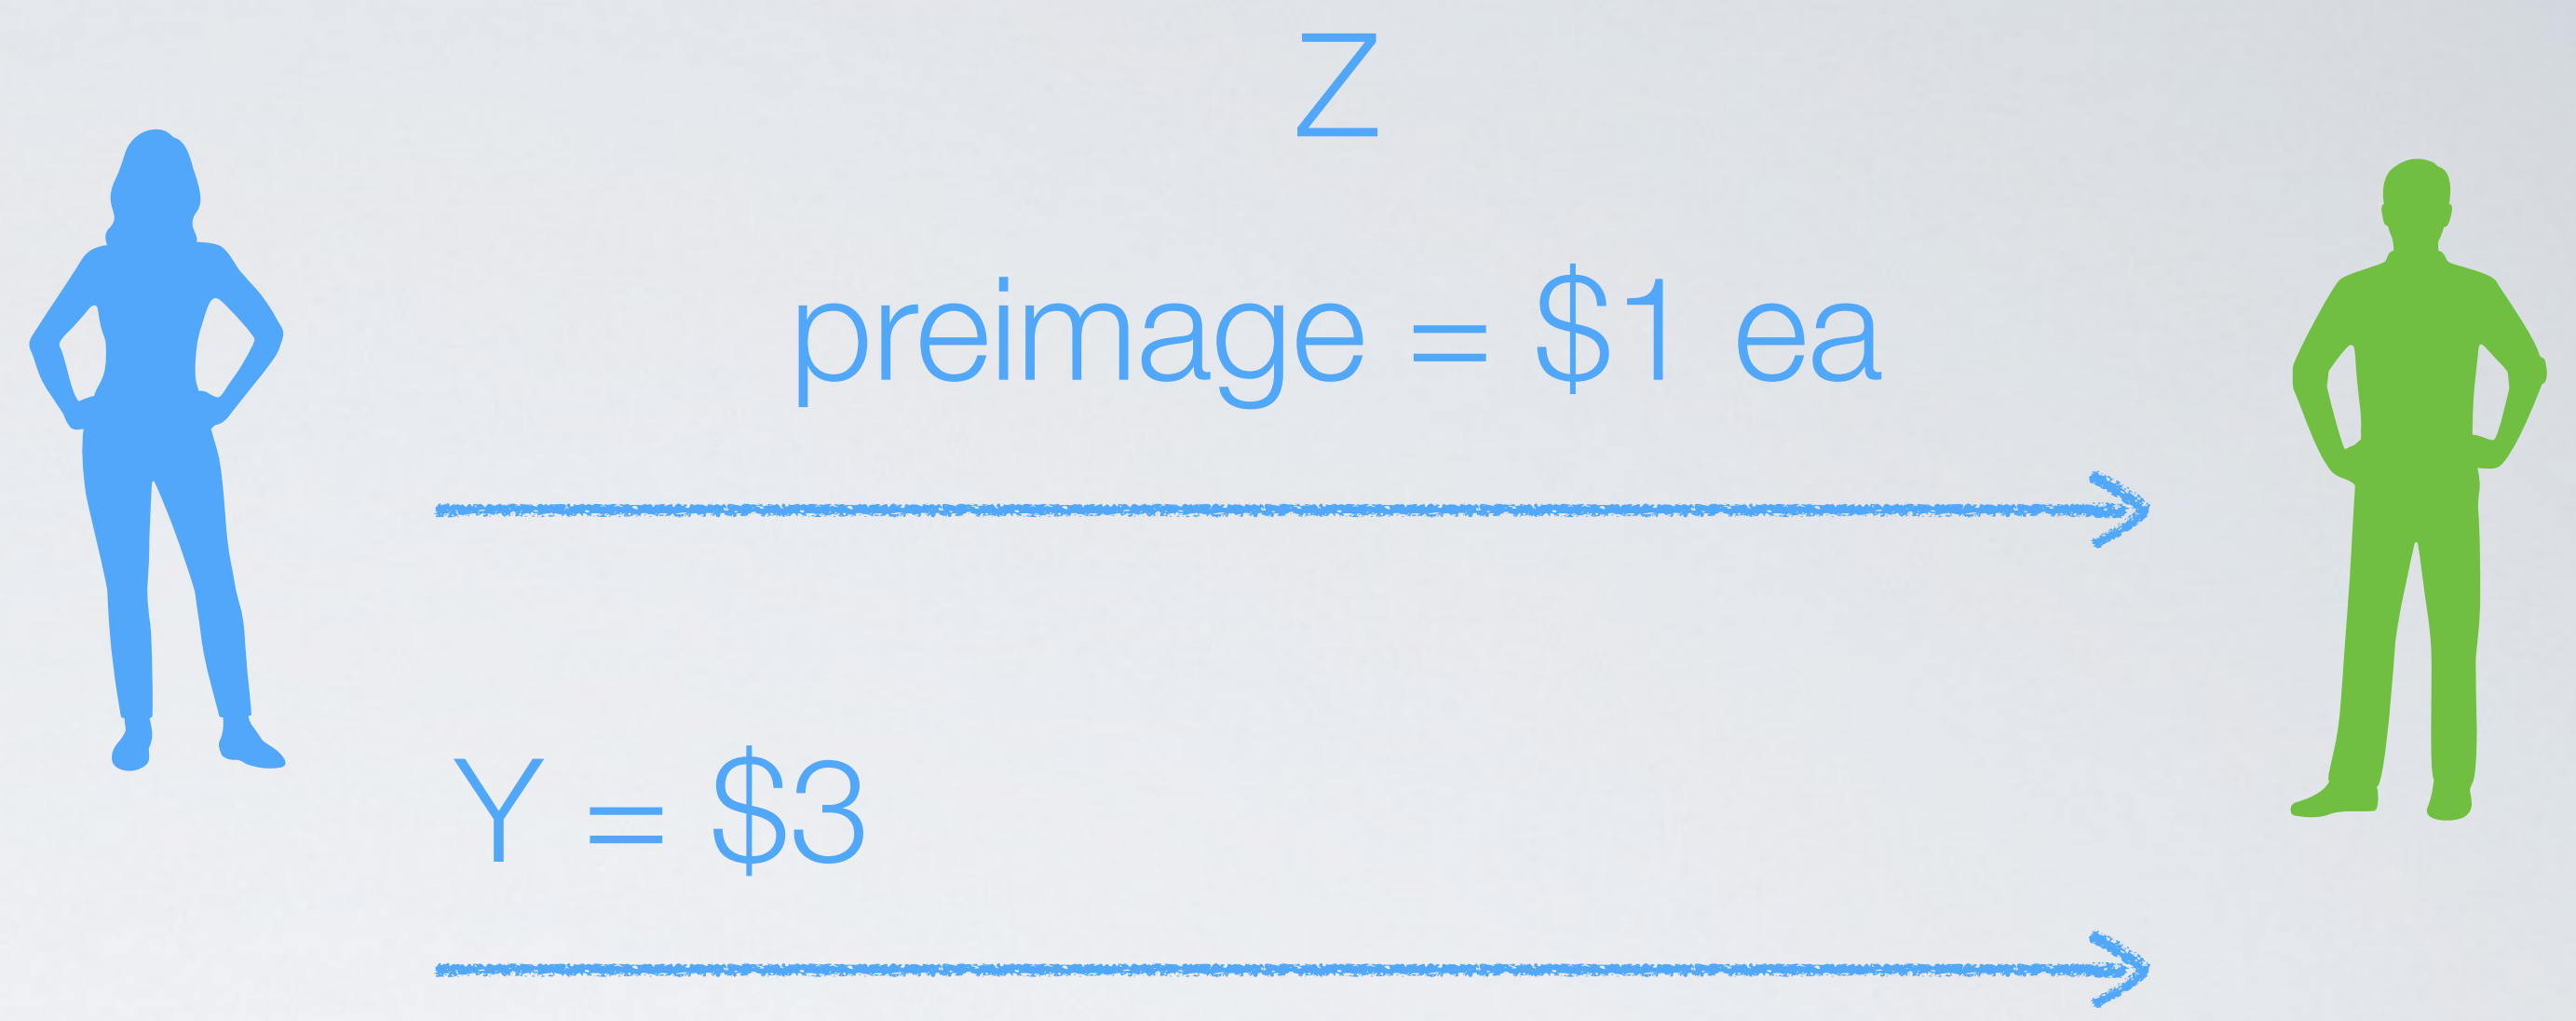 Z
preimage = $1 ea
Y = $3